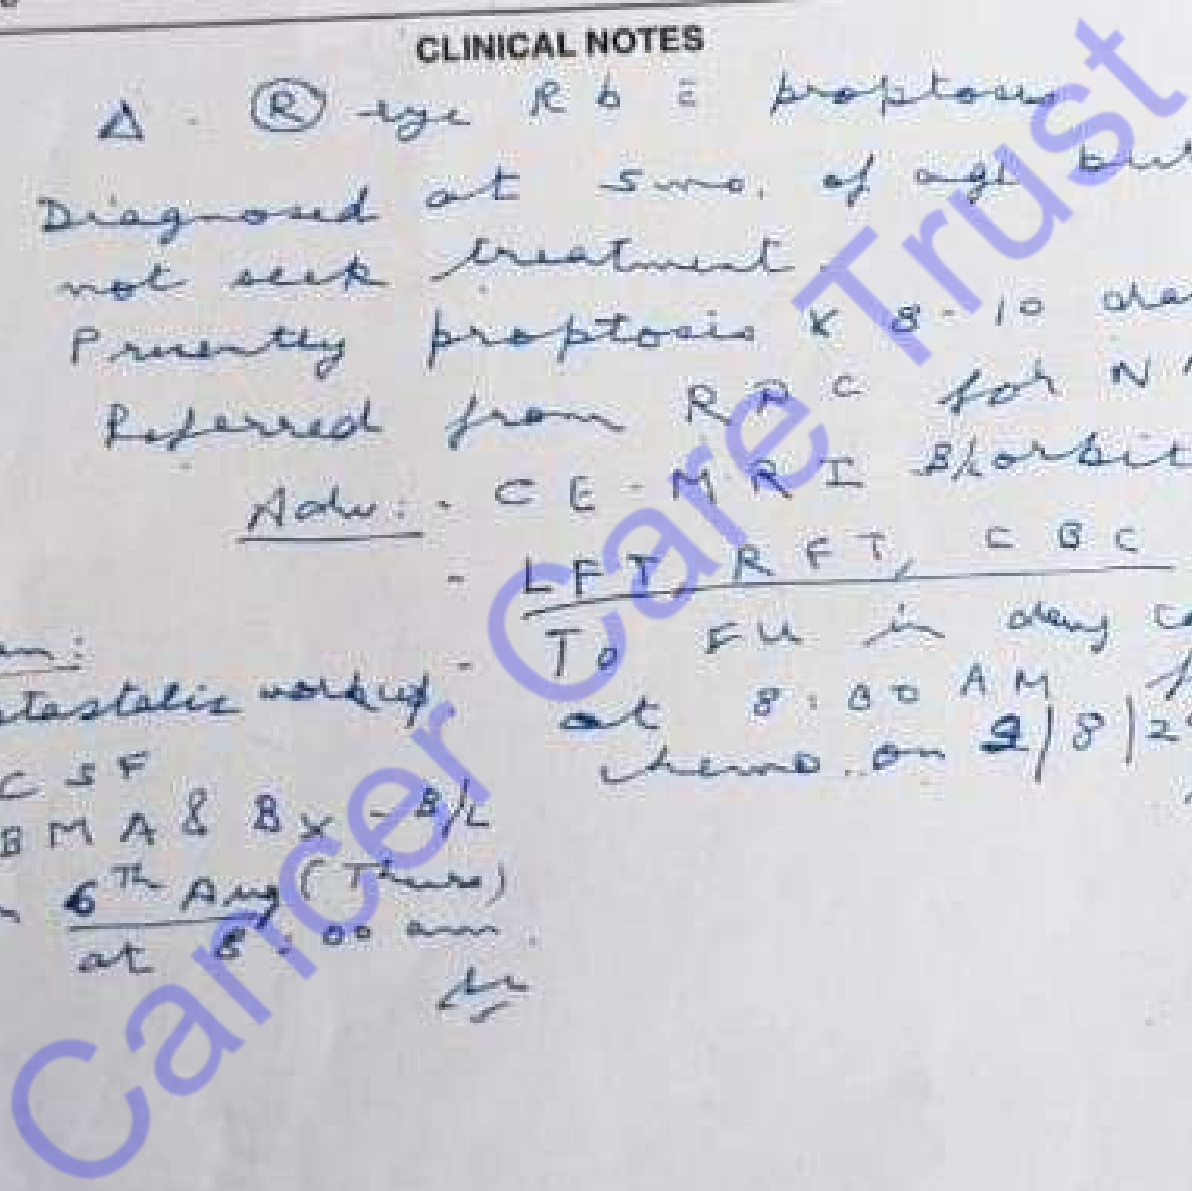 CLINICAL NOTES
Δ - Ⓡ eye Rb c̄ proptosis
Diagnosed at 5 mo. of age but
not seek treatment.
Presently proptosis x 8-10 da
Referred from RPC for N
Adv: - CE-MRI B/L orbit
- LFT, RFT, CBC
- To FU in day ca
at 8:00 AM f
chemo on /8/2
an:
etastatic workup
CSF
BMA & Bx - B/L
6th Aug (Thurs)
at 8:00 am.
Cancer Care Trust